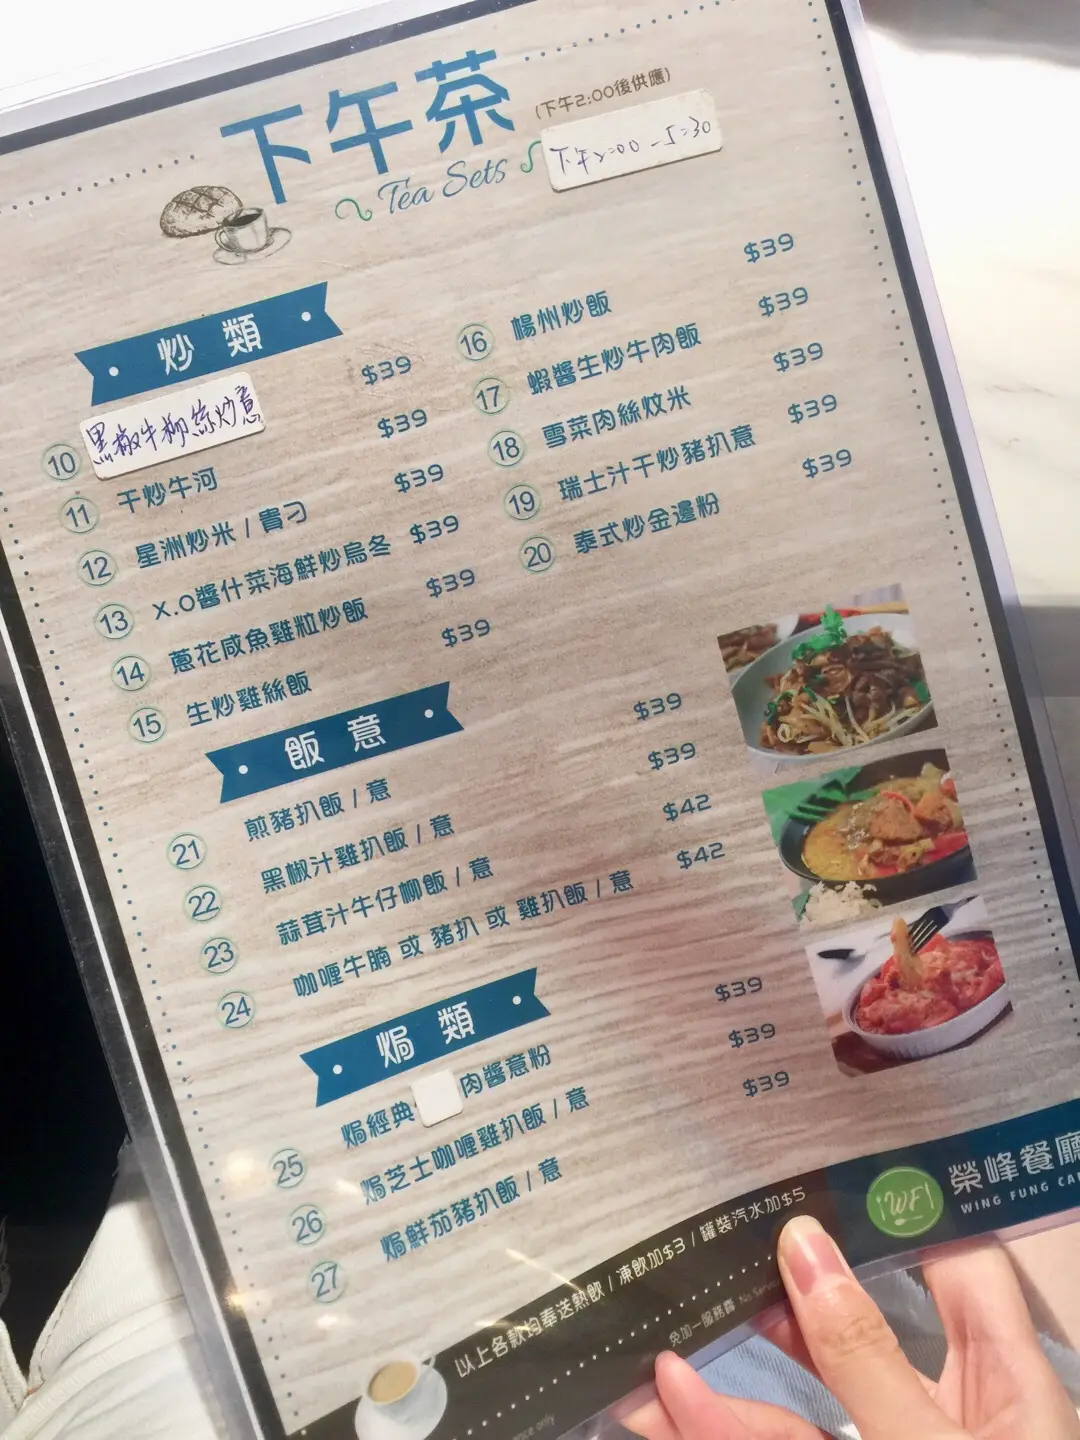 下午茶
(下午2:00後供應)
下午2:00-5:30
Tea Sets
炒 類
10 黑椒牛柳絲炒意 $39
11 干炒牛河 $39
12 星洲炒米 / 貴刁 $39
13 X.O醬什菜海鮮炒烏冬 $39
14 蔥花咸魚雞粒炒飯 $39
15 生炒雞絲飯 $39
16 楊州炒飯 $39
17 蝦醬生炒牛肉飯 $39
18 雪菜肉絲炆米 $39
19 瑞士汁干炒豬扒意 $39
20 泰式炒金邊粉 $39
飯 意
21 煎豬扒飯 / 意 $39
22 黑椒汁雞扒飯 / 意 $39
23 蒜茸汁牛仔柳飯 / 意 $42
24 咖喱牛腩 或 豬扒 或 雞扒飯 / 意 $42
焗 類
25 焗經典 肉醬意粉 $39
26 焗芝士咖喱雞扒飯 / 意 $39
27 焗鮮茄豬扒飯 / 意 $39
WF
榮峰餐廳
WING FUNG CA
以上各款均奉送熱飲 / 凍飲加$3 / 罐裝汽水加$5
免加一服務費 No Servi
only